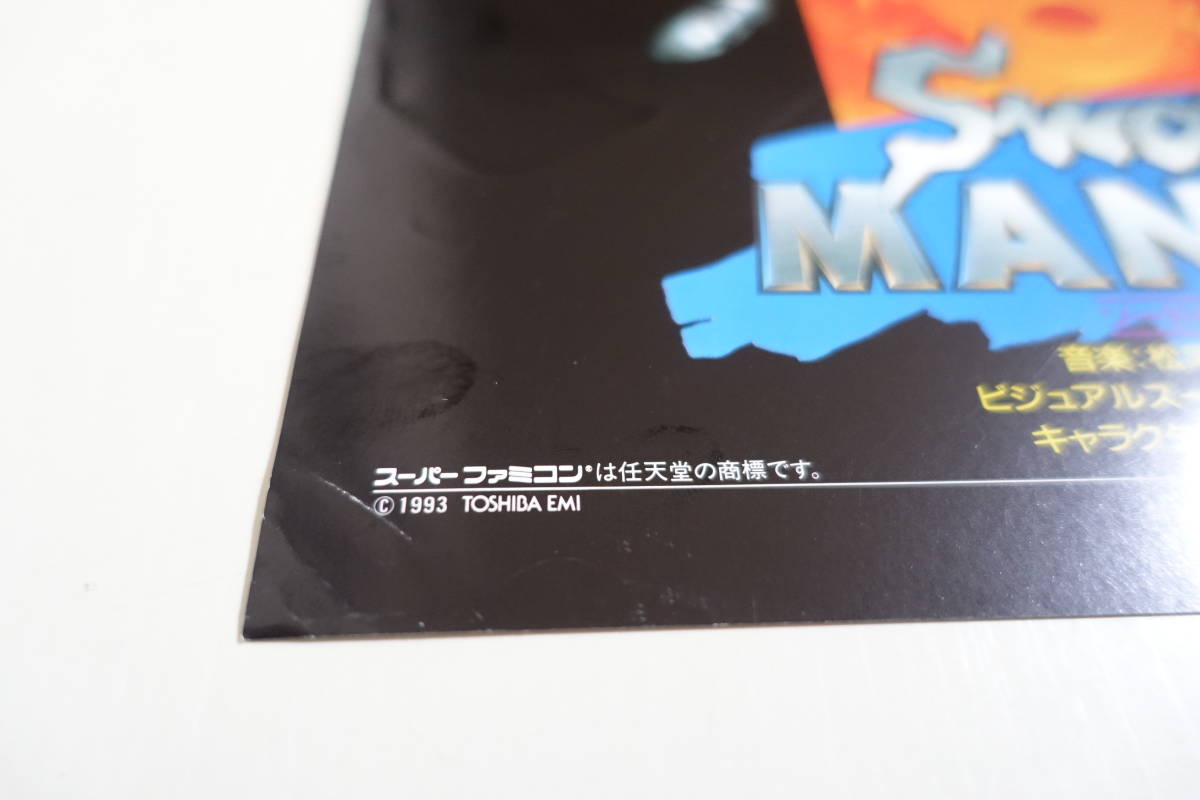 MAN
音楽:松
ビジュアルス
キャラク
スーパーファミコン®は任天堂の商標です。
© 1993 TOSHIBA EMI